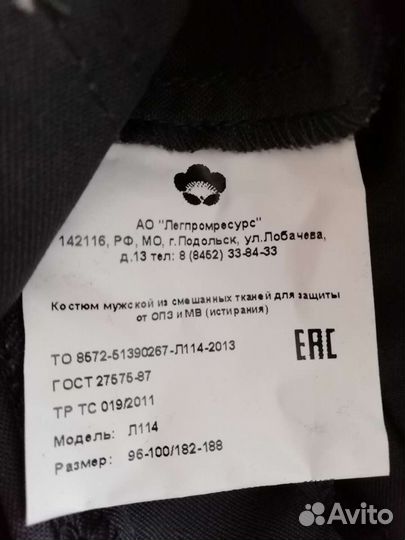 АО "Легпромресурс"
142116, РФ, МО, г.Подольск, ул.Лобачева,
д.13 тел: 8 (8452) 33-84-33
Костюм мужской из смешанных тканей для защиты
от ОПЗ и МВ (истирания)
ТО 8572-51390267-Л114-2013
ГОСТ 27575-87
ТР ТС 019/2011
Модель: Л114
Размер: 96-100/182-188
EAC
Avito